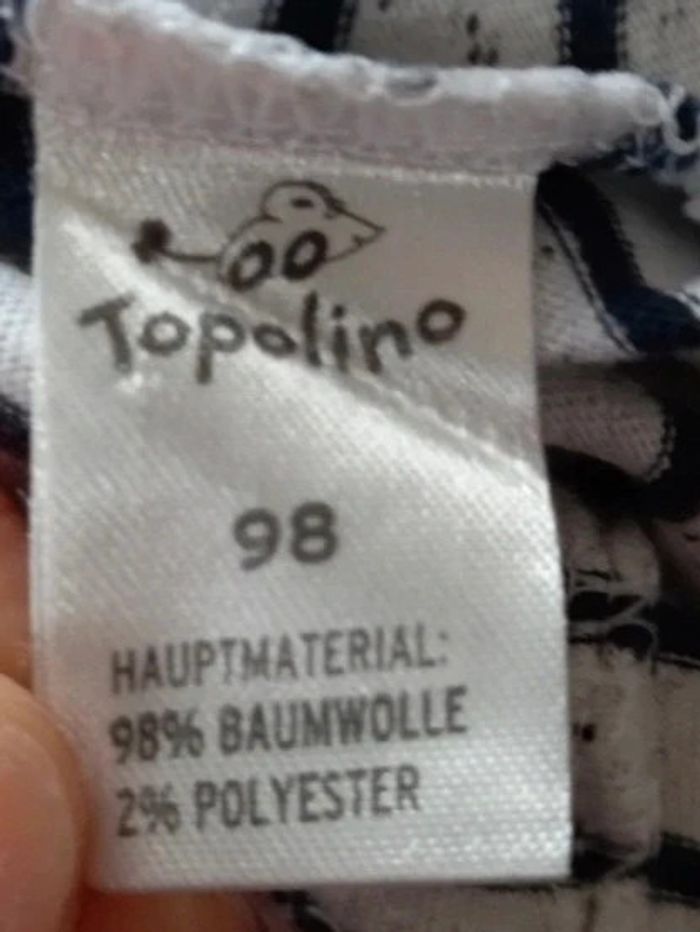 Topolino
98
HAUPTMATERIAL:
98% BAUMWOLLE
2% POLYESTER